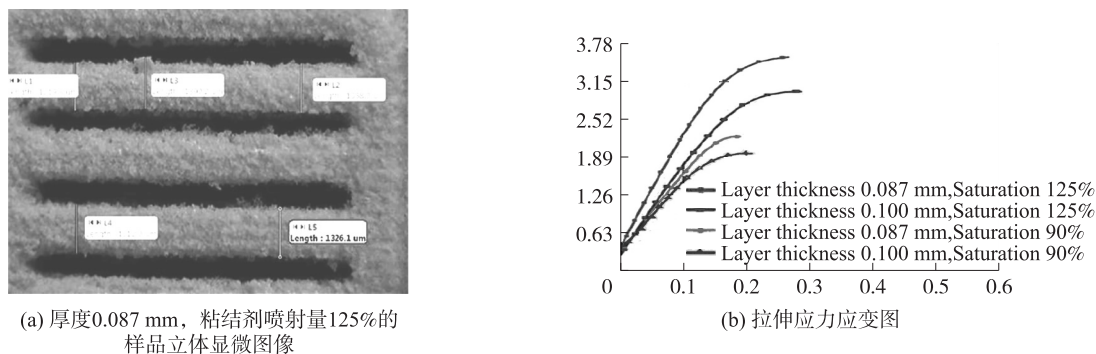 L1
L3
L2
L4
L5
Length : 1326.1 um
(a) 厚度0.087 mm，粘结剂喷射量125%的
样品立体显微图像
3.78
3.15
2.52
1.89
1.26
0.63
0
0.1
0.2
0.3
0.4
0.5
0.6
Layer thickness 0.087 mm,Saturation 125%
Layer thickness 0.100 mm,Saturation 125%
Layer thickness 0.087 mm,Saturation 90%
Layer thickness 0.100 mm,Saturation 90%
(b) 拉伸应力应变图